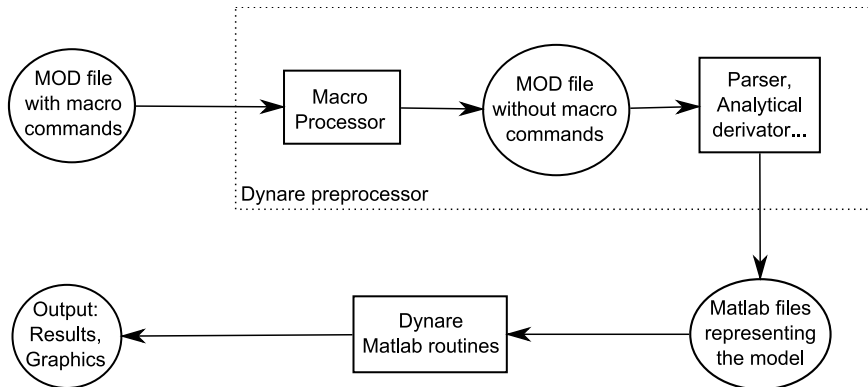 MOD file
with macro
commands
Macro
Processor
MOD file
without macro
commands
Parser,
Analytical
derivator...
Dynare preprocessor
Output:
Results,
Graphics
Dynare
Matlab routines
Matlab files
representing
the model